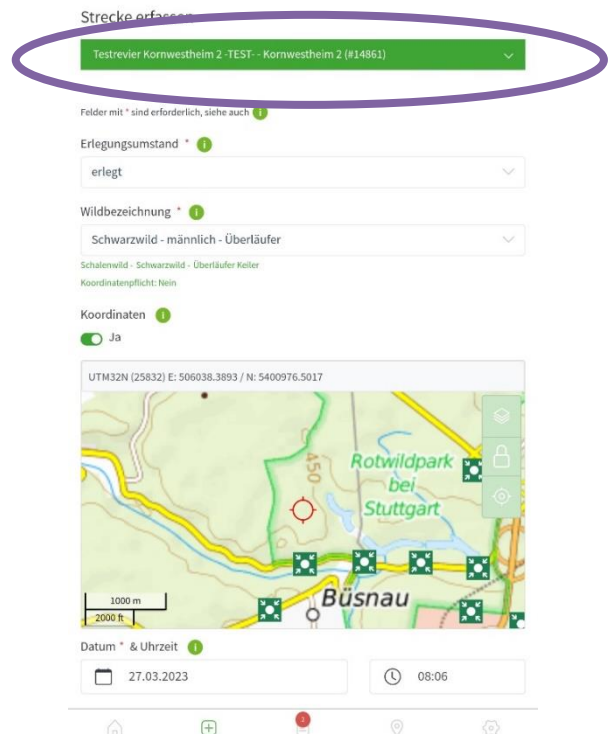 Strecke erfassen
Testrevier Kornwestheim 2 -TEST- - Kornwestheim 2 (#14861)
Felder mit * sind erforderlich, siehe auch i
Erlegungsumstand * i
erlegt
Wildbezeichnung * i
Schwarzwild - männlich - Überläufer
Schalenwild - Schwarzwild - Überläufer Keiler
Koordinatenpflicht: Nein
Koordinaten i
Ja
UTM32N (25832) E: 506038.3893 / N: 5400976.5017
450
Rotwildpark
bei
Stuttgart
Büsnau
1000 m
2000 ft
Datum * & Uhrzeit i
27.03.2023 08:06
2